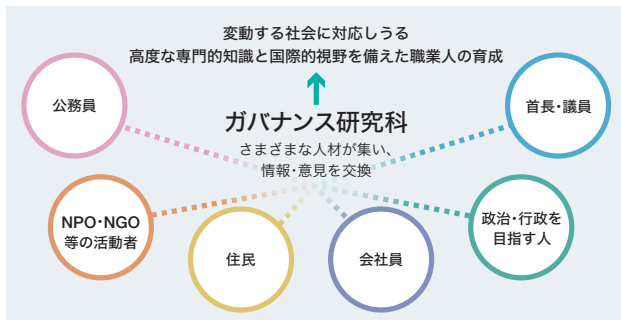 変動する社会に対応しうる
高度な専門的知識と国際的視野を備えた職業人の育成
公務員
首長・議員
ガバナンス研究科
さまざまな人材が集い、
情報・意見を交換
NPO・NGO
等の活動者
住民
会社員
政治・行政を
目指す人